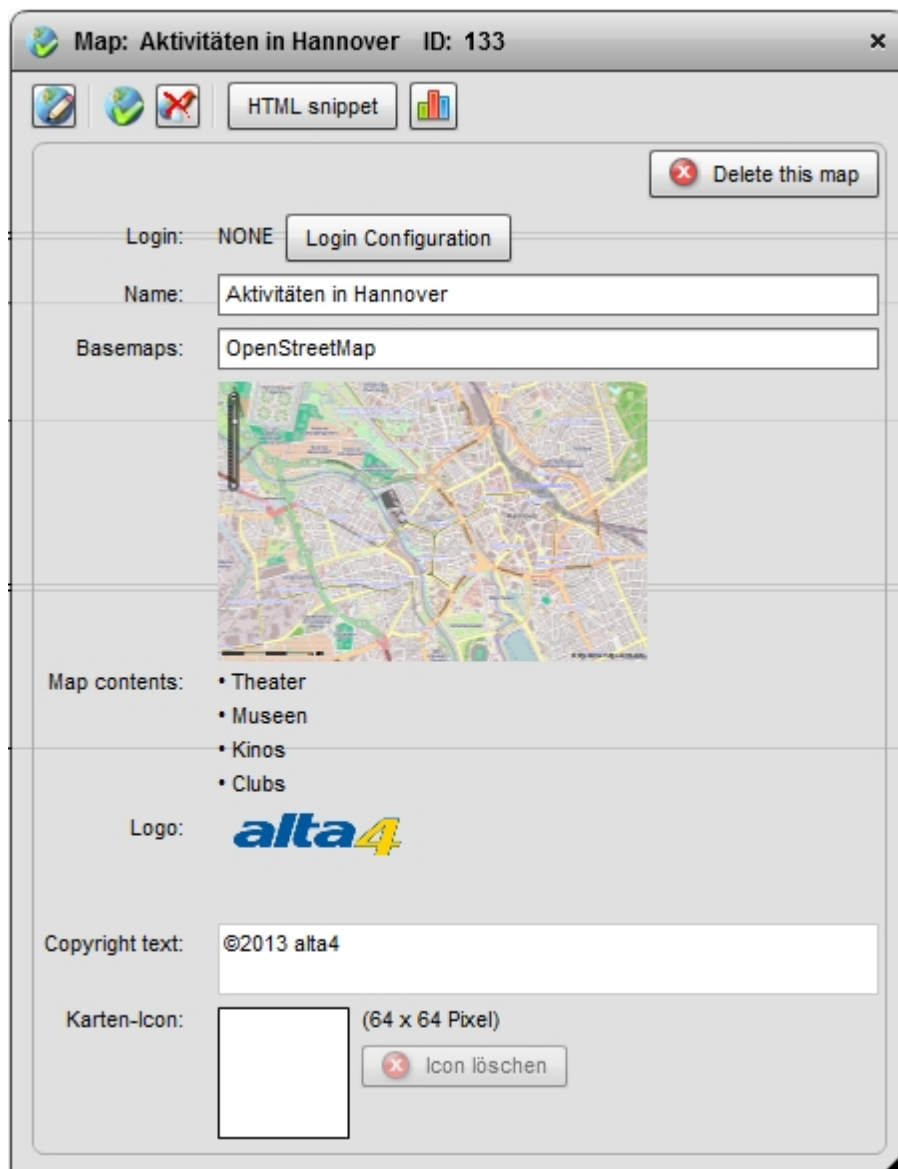 Map: Aktivitäten in Hannover ID: 133
HTML snippet
Delete this map
Login: NONE Login Configuration
Name: Aktivitäten in Hannover
Basemaps: OpenStreetMap
Map contents: • Theater
• Museen
• Kinos
• Clubs
Logo: alta4
Copyright text: ©2013 alta4
Karten-Icon: (64 x 64 Pixel)
Icon löschen